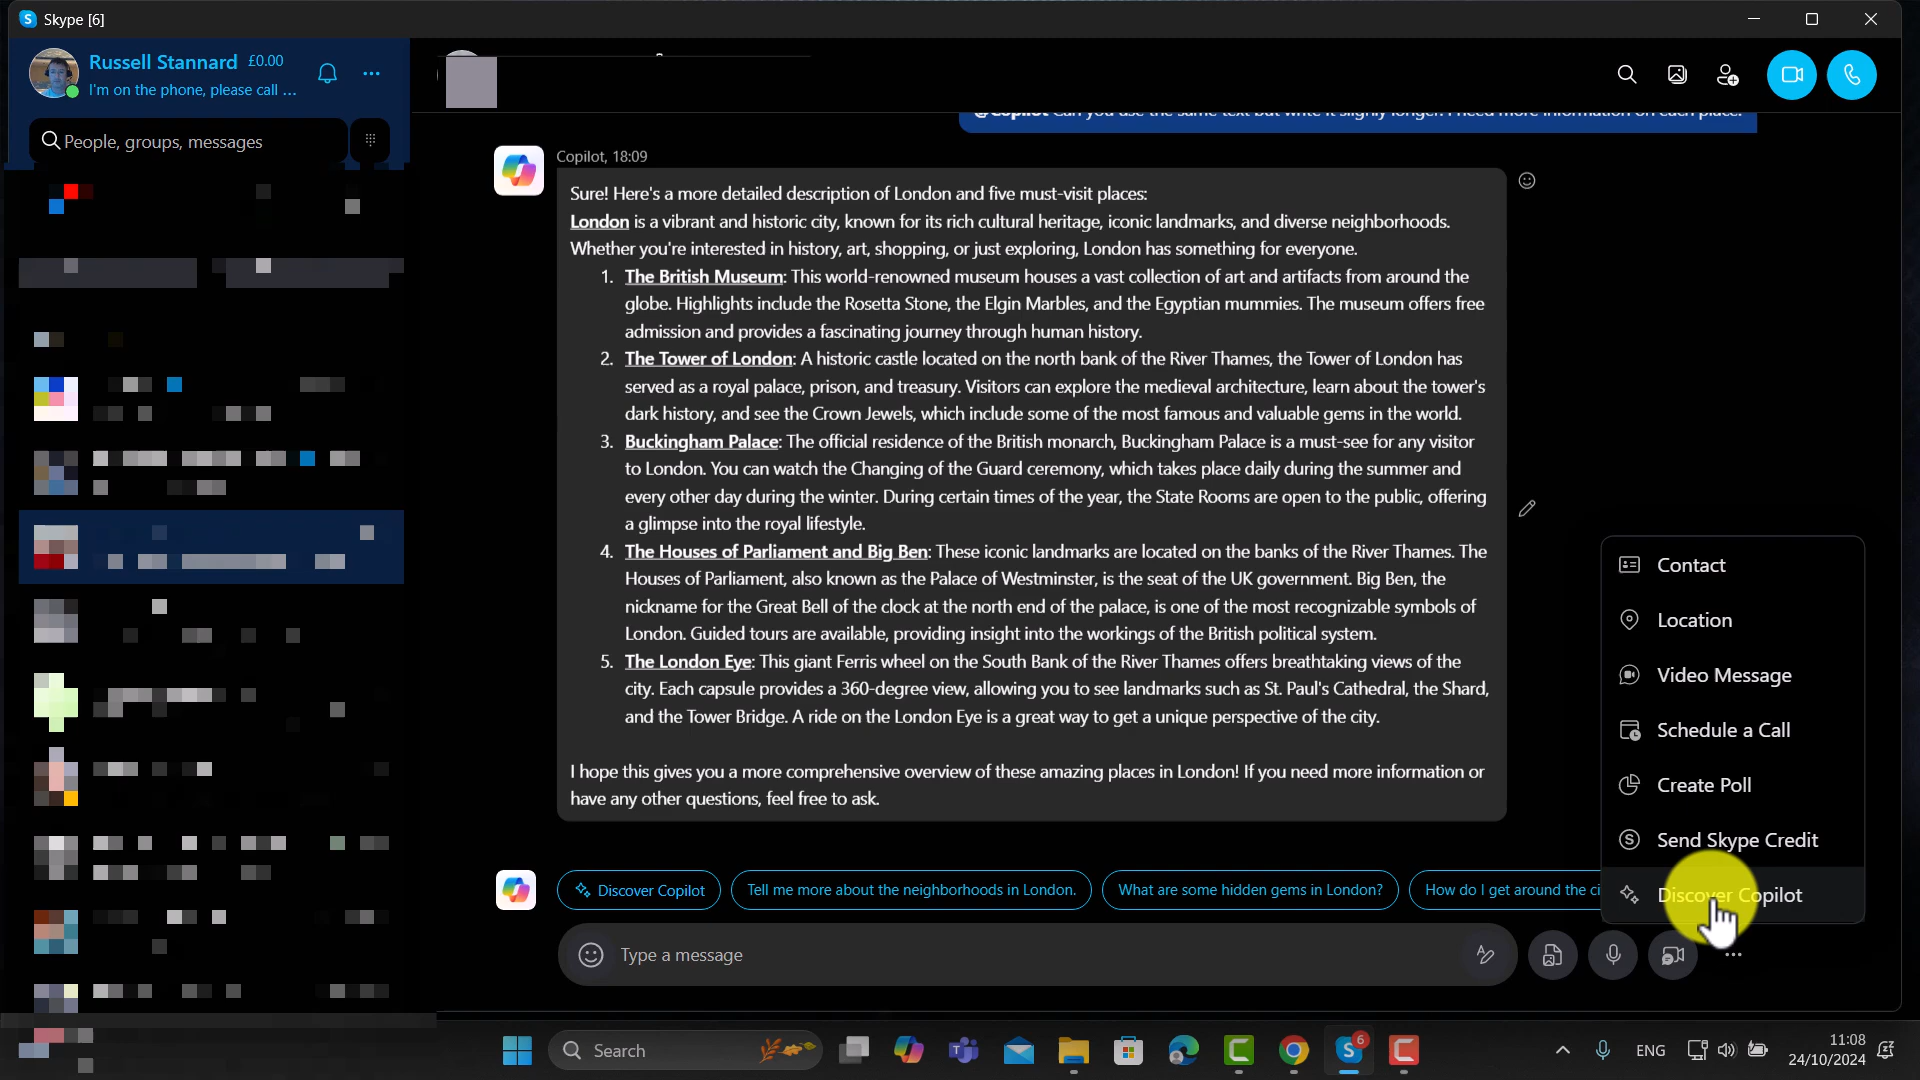 Skype [6]
Russell Stannard £0.00
I'm on the phone, please call ...
People, groups, messages
@Copilot Can you use the same text but write it slighly longer. I need more information on each place.
Copilot, 18:09
Sure! Here's a more detailed description of London and five must-visit places:
London is a vibrant and historic city, known for its rich cultural heritage, iconic landmarks, and diverse neighborhoods.
Whether you're interested in history, art, shopping, or just exploring, London has something for everyone.
1. The British Museum: This world-renowned museum houses a vast collection of art and artifacts from around the
globe. Highlights include the Rosetta Stone, the Elgin Marbles, and the Egyptian mummies. The museum offers free
admission and provides a fascinating journey through human history.
2. The Tower of London: A historic castle located on the north bank of the River Thames, the Tower of London has
served as a royal palace, prison, and treasury. Visitors can explore the medieval architecture, learn about the tower's
dark history, and see the Crown Jewels, which include some of the most famous and valuable gems in the world.
3. Buckingham Palace: The official residence of the British monarch, Buckingham Palace is a must-see for any visitor
to London. You can watch the Changing of the Guard ceremony, which takes place daily during the summer and
every other day during the winter. During certain times of the year, the State Rooms are open to the public, offering
a glimpse into the royal lifestyle.
4. The Houses of Parliament and Big Ben: These iconic landmarks are located on the banks of the River Thames. The
Houses of Parliament, also known as the Palace of Westminster, is the seat of the UK government. Big Ben, the
nickname for the Great Bell of the clock at the north end of the palace, is one of the most recognizable symbols of
London. Guided tours are available, providing insight into the workings of the British political system.
5. The London Eye: This giant Ferris wheel on the South Bank of the River Thames offers breathtaking views of the
city. Each capsule provides a 360-degree view, allowing you to see landmarks such as St. Paul's Cathedral, the Shard,
and the Tower Bridge. A ride on the London Eye is a great way to get a unique perspective of the city.
I hope this gives you a more comprehensive overview of these amazing places in London! If you need more information or
have any other questions, feel free to ask.
Contact
Location
Video Message
Schedule a Call
Create Poll
Send Skype Credit
Discover Copilot
Discover Copilot
Tell me more about the neighborhoods in London.
What are some hidden gems in London?
How do I get around the ci
Type a message
Search
6
ENG
11:08
24/10/2024